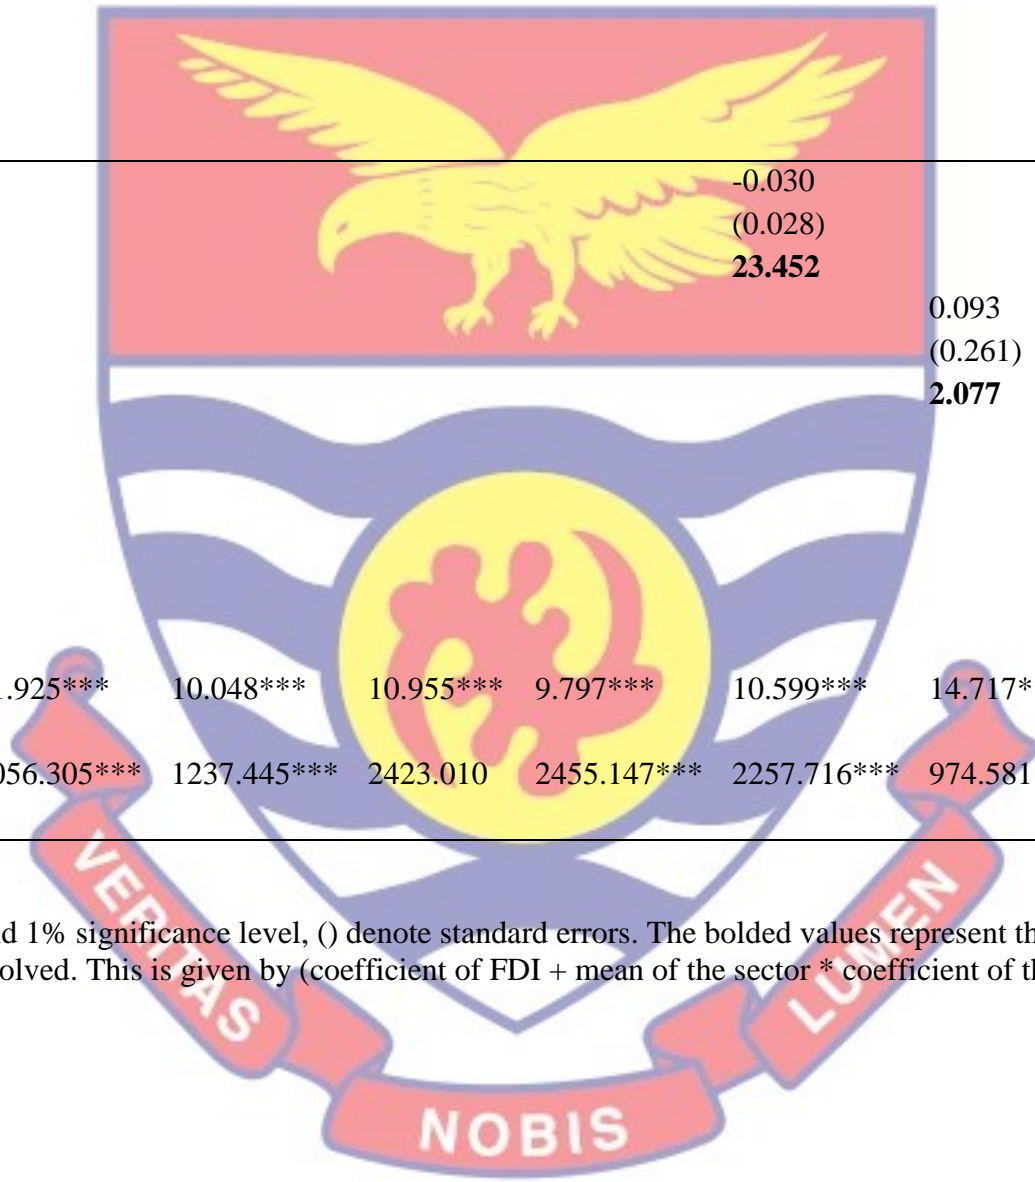 -0.030
(0.028)
23.452
0.093
(0.261)
2.077
.925*** 10.048*** 10.955*** 9.797*** 10.599*** 14.717*
056.305*** 1237.445*** 2423.010 2455.147*** 2257.716*** 974.581
d 1% significance level, () denote standard errors. The bolded values represent th
olved. This is given by (coefficient of FDI + mean of the sector * coefficient of th
VERITAS
NOBIS
LUMEN